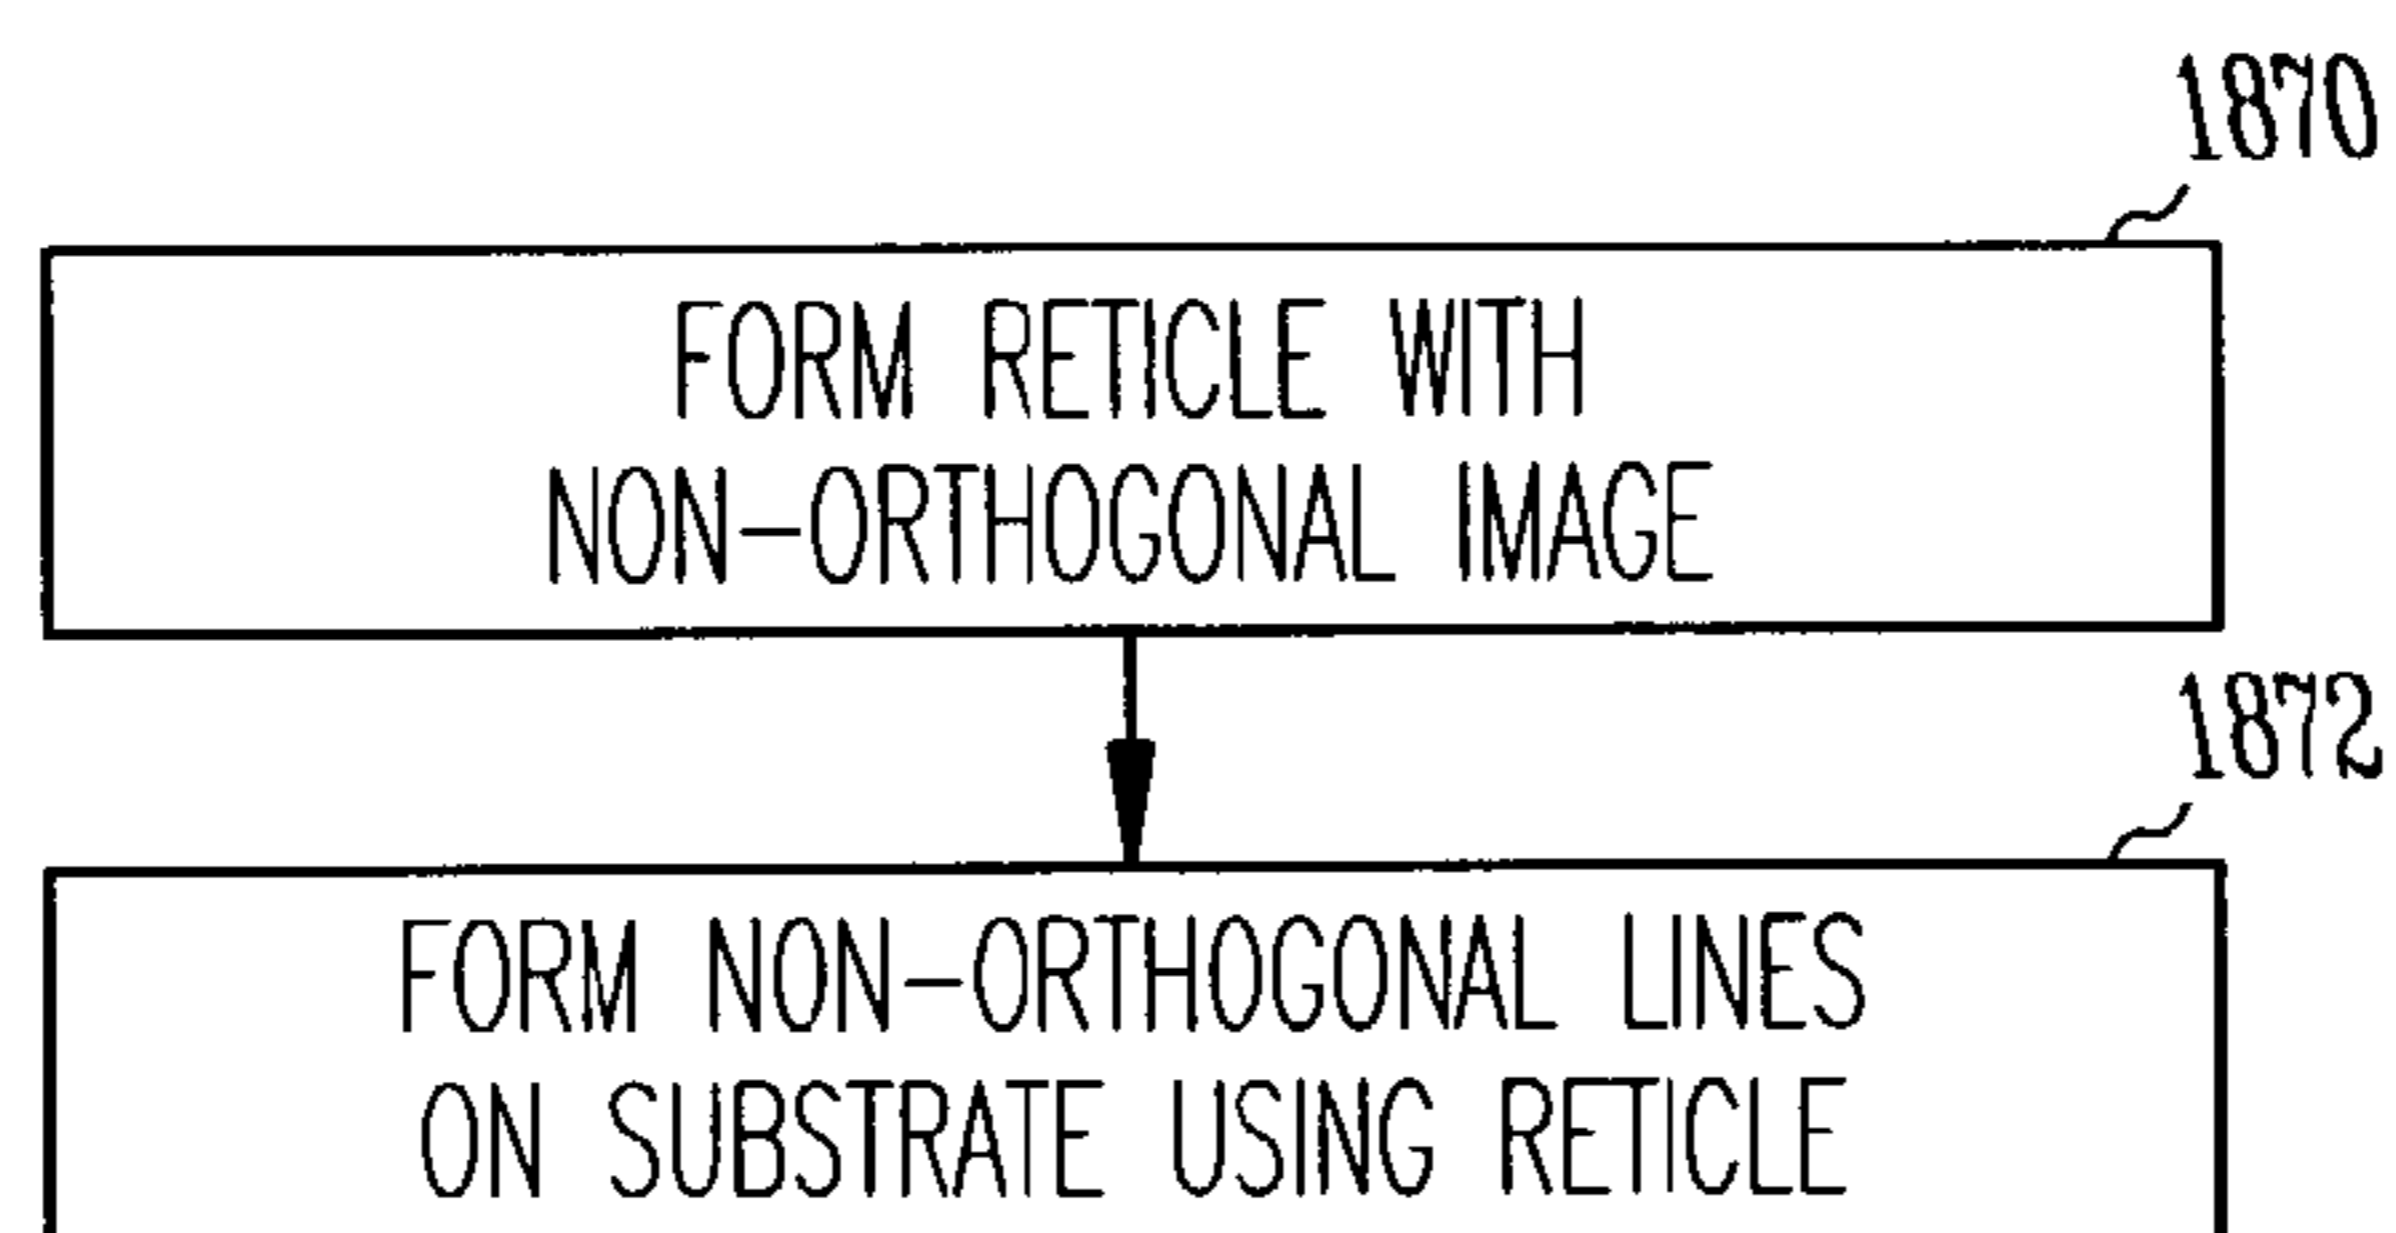 1870
FORM RETICLE WITH
NON-ORTHOGONAL IMAGE
1872
FORM NON-ORTHOGONAL LINES
ON SUBSTRATE USING RETICLE